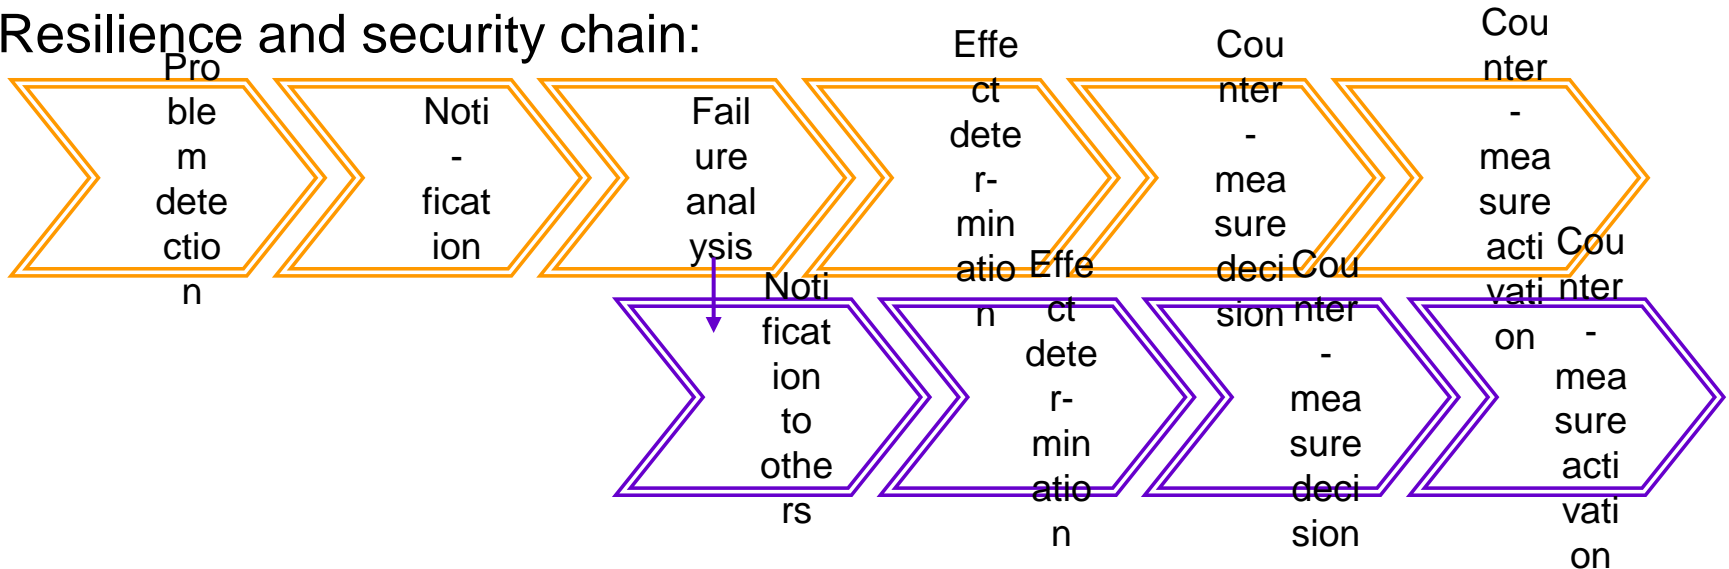 Resilience and security chain:
Pro
ble
m
dete
ctio
n
Noti
-
ficat
ion
Fail
ure
anal
ysis
Effe
ct
dete
r-
min
atio
n
Cou
nter
-
mea
sure
deci
sion
Cou
nter
-
mea
sure
acti
vati
on
Noti
ficat
ion
to
othe
rs
Effe
ct
dete
r-
min
atio
n
Cou
nter
-
mea
sure
deci
sion
Cou
nter
-
mea
sure
acti
vati
on